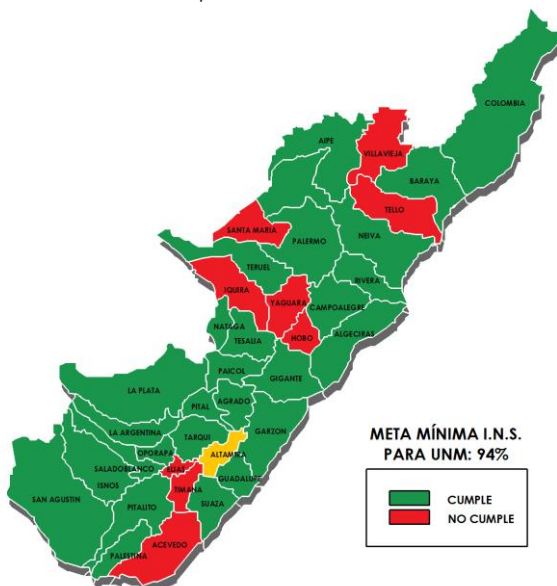 COLOMBIA
AIPE
VILLAVIEJA
BARAYA
TELLO
SANTA MARIA
NEIVA
PALERMO
TERUEL
RIVERA
IQUIRA
YAGUARA
CAMPOALEGRE
NATAGA
HOBO
ALGECIRAS
TESALIA
PAICOL
GIGANTE
LA PLATA
AGRADO
PITAL
GARZON
LA ARGENTINA
TARQUI
OPORAPA
ALTAMIRA
SALADOBLANCO
ELIAS
GUADALUPE
ISNOS
TIMANA
SAN AGUSTIN
PITALITO
SUAZA
ACEVEDO
PALESTINA
META MÍNIMA I.N.S.
PARA UNM: 94%
CUMPLE
NO CUMPLE